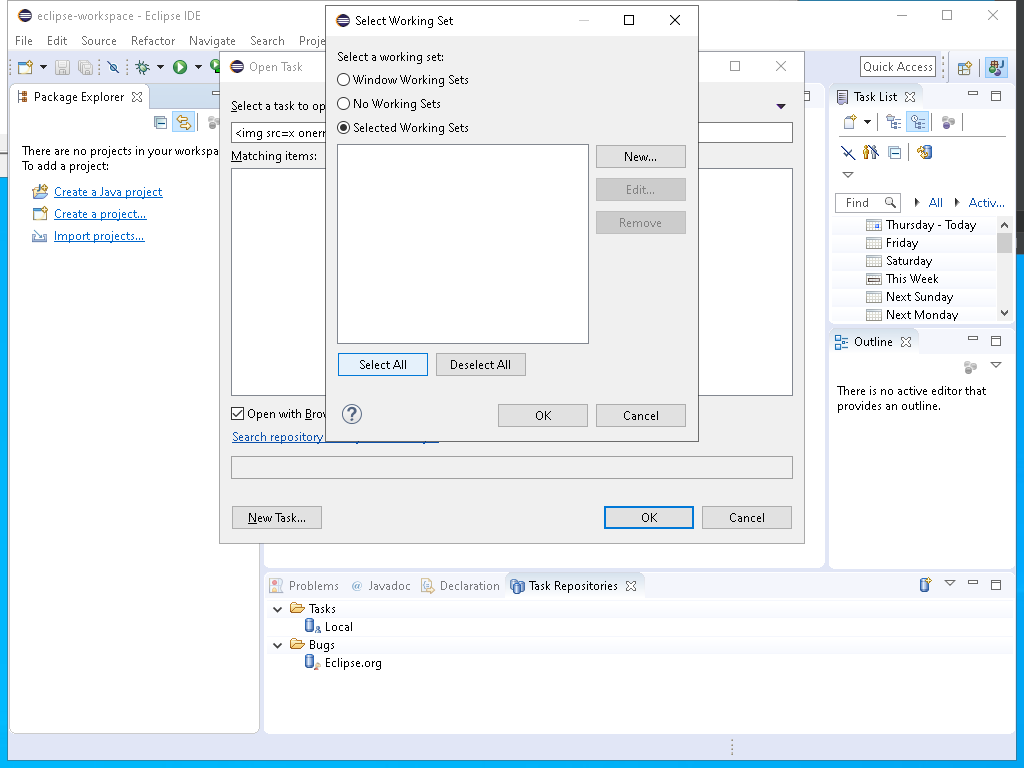 eclipse-workspace - Eclipse IDE
File Edit Source Refactor Navigate Search
Quick Access
Package Explorer
There are no projects in your
To add a project:
Create a Java project
Create a project...
Import projects...
Open Task
Select a task to
<img src=x
Matching items:
Open with
Search repository
New Task...
OK
Cancel
Select Working Set
Select a working set:
Window Working Sets
No Working Sets
Selected Working Sets
New...
Edit...
Remove
Select All
Deselect All
?
OK
Cancel
Task List
Find
All
Activ...
Thursday - Today
Friday
Saturday
This Week
Next Sunday
Next Monday
Outline
There is no active editor that
provides an outline.
Problems
@ Javadoc
Declaration
Task Repositories
Tasks
Local
Bugs
Eclipse.org